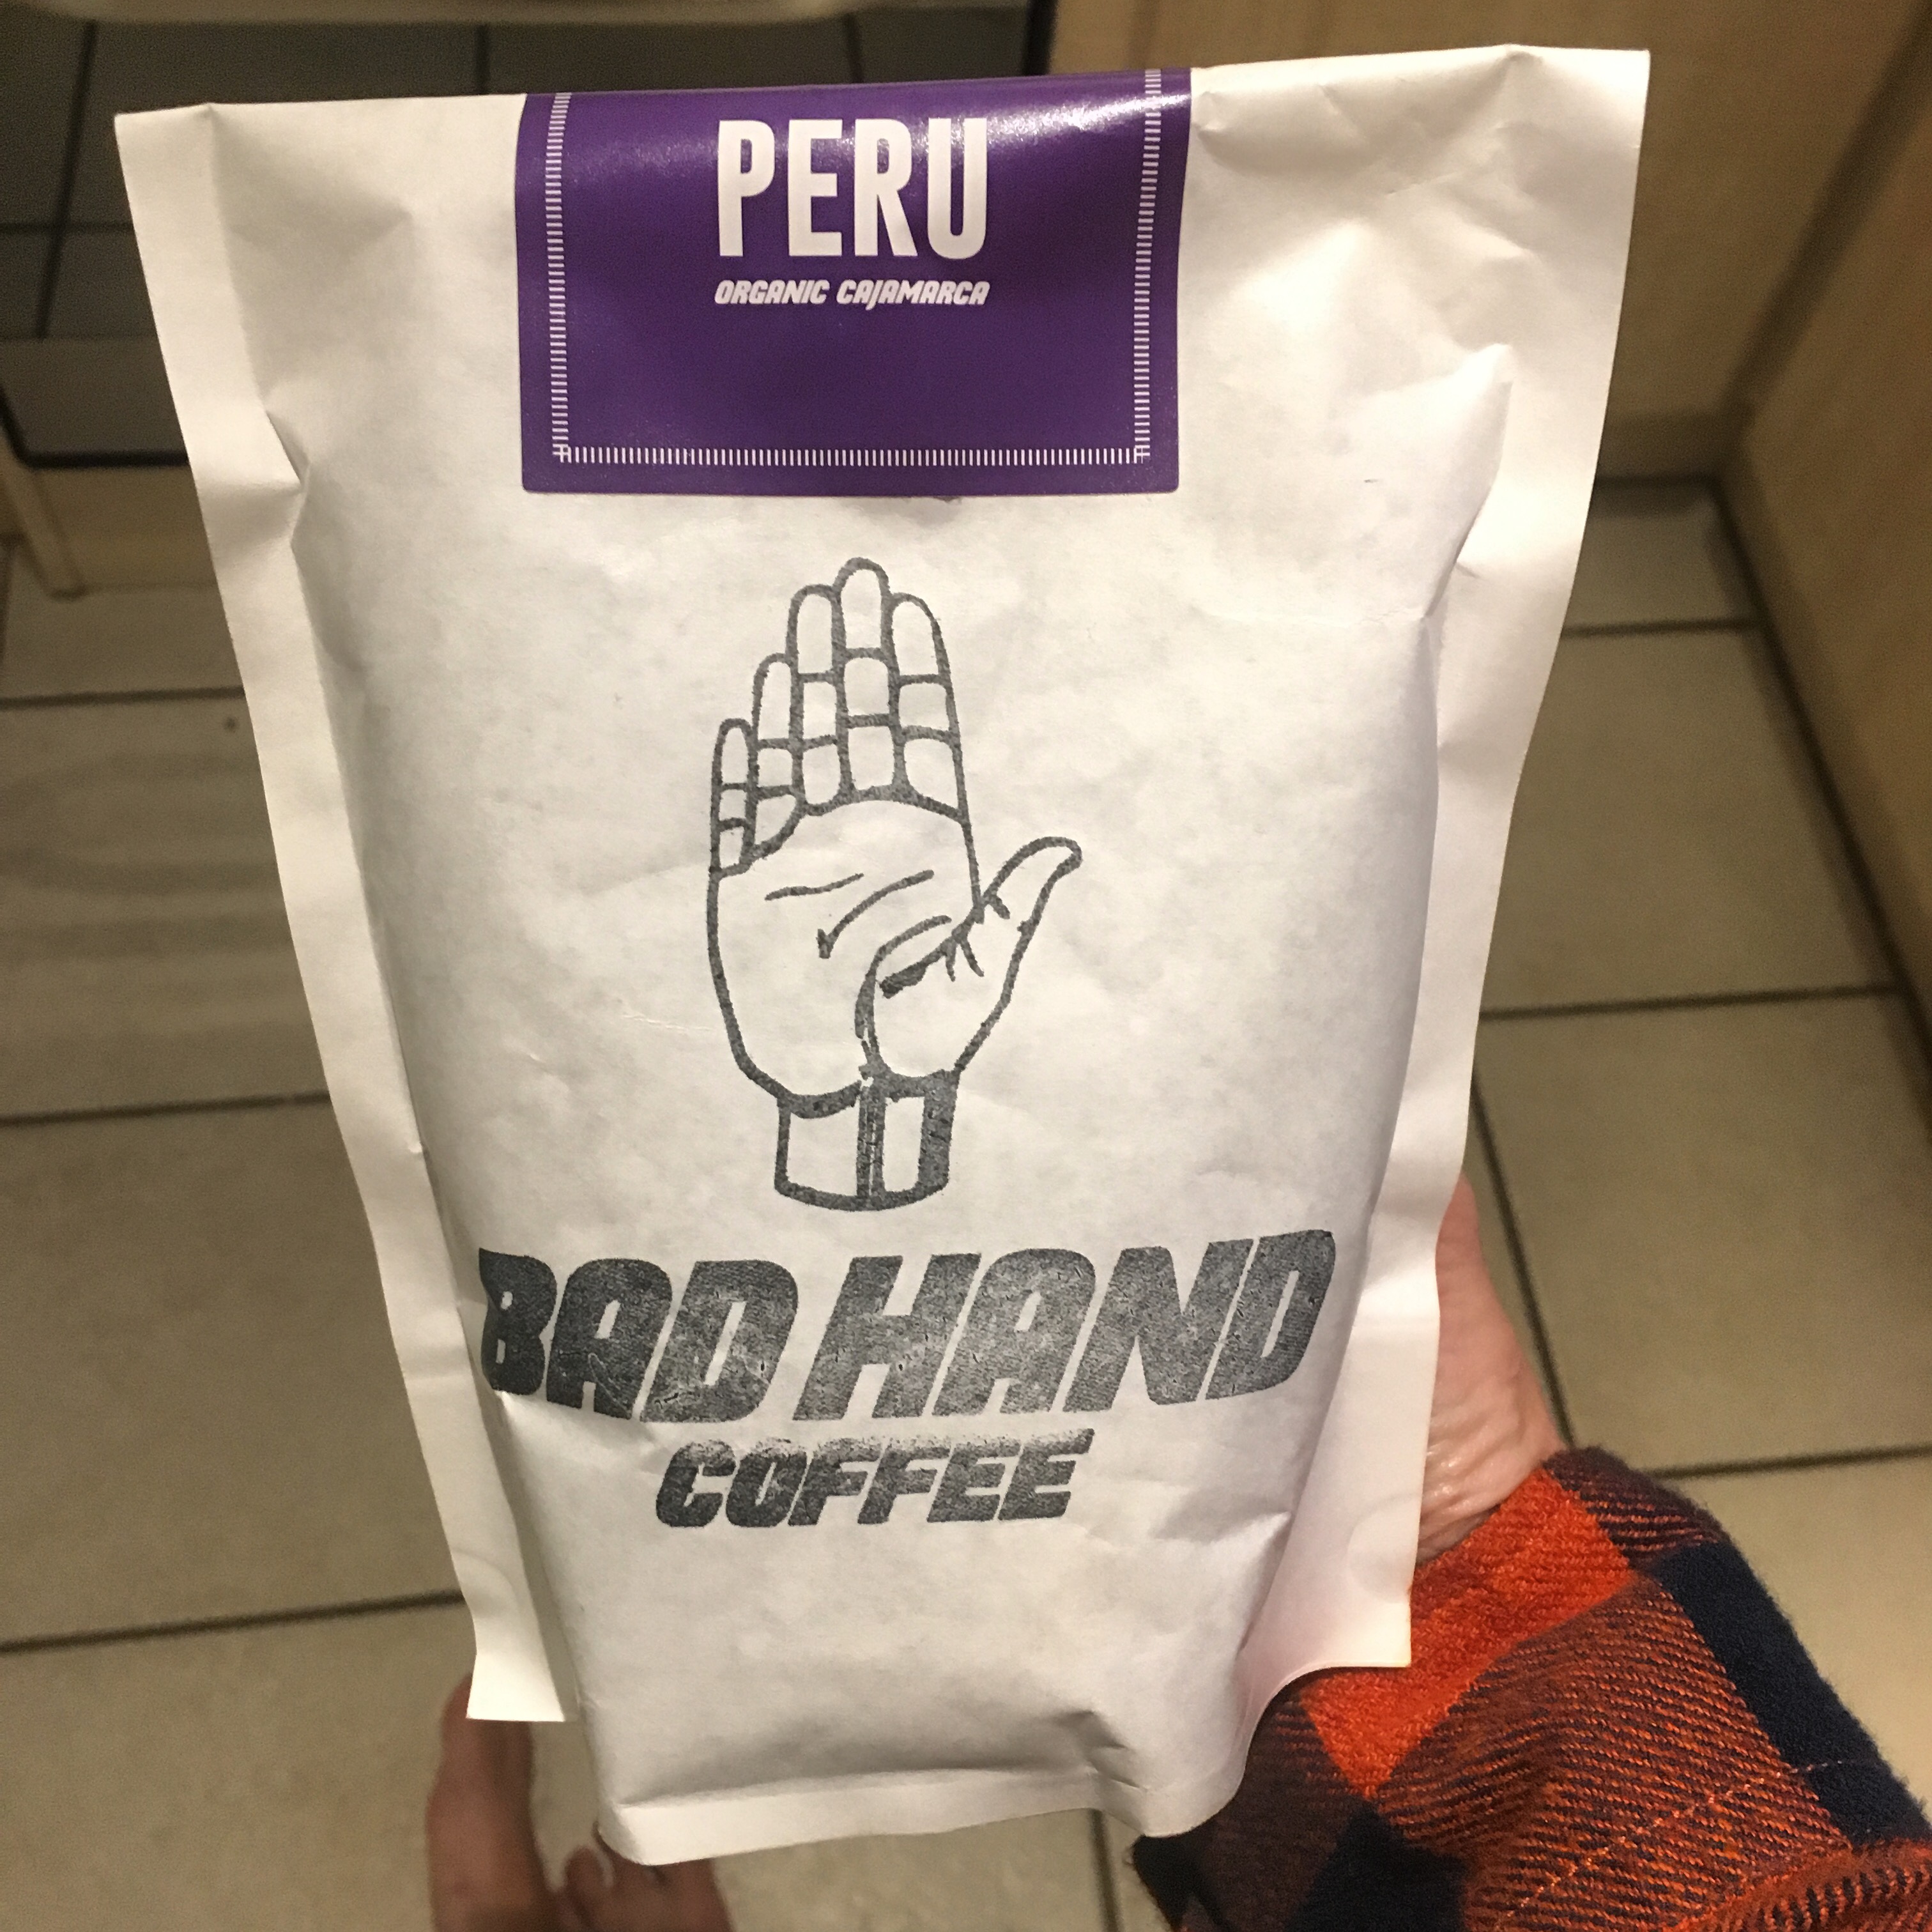 PERU
ORGANIC CAJAMARCA
BAD HAND
COFFEE